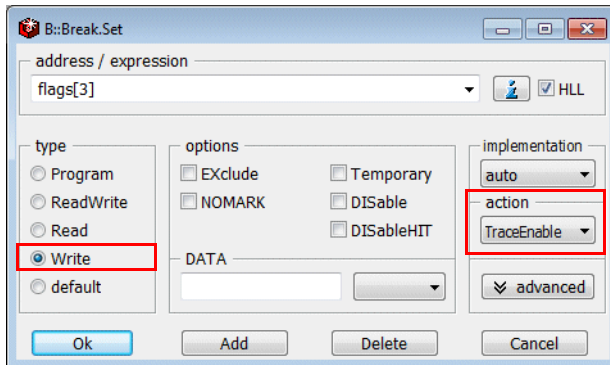 B::Break.Set
address / expression
flags[3]
i HLL
type
Program
ReadWrite
Read
Write
default
options
EXclude
Temporary
NOMARK
DISable
DISableHIT
DATA
implementation
auto
action
TraceEnable
advanced
Ok Add Delete Cancel